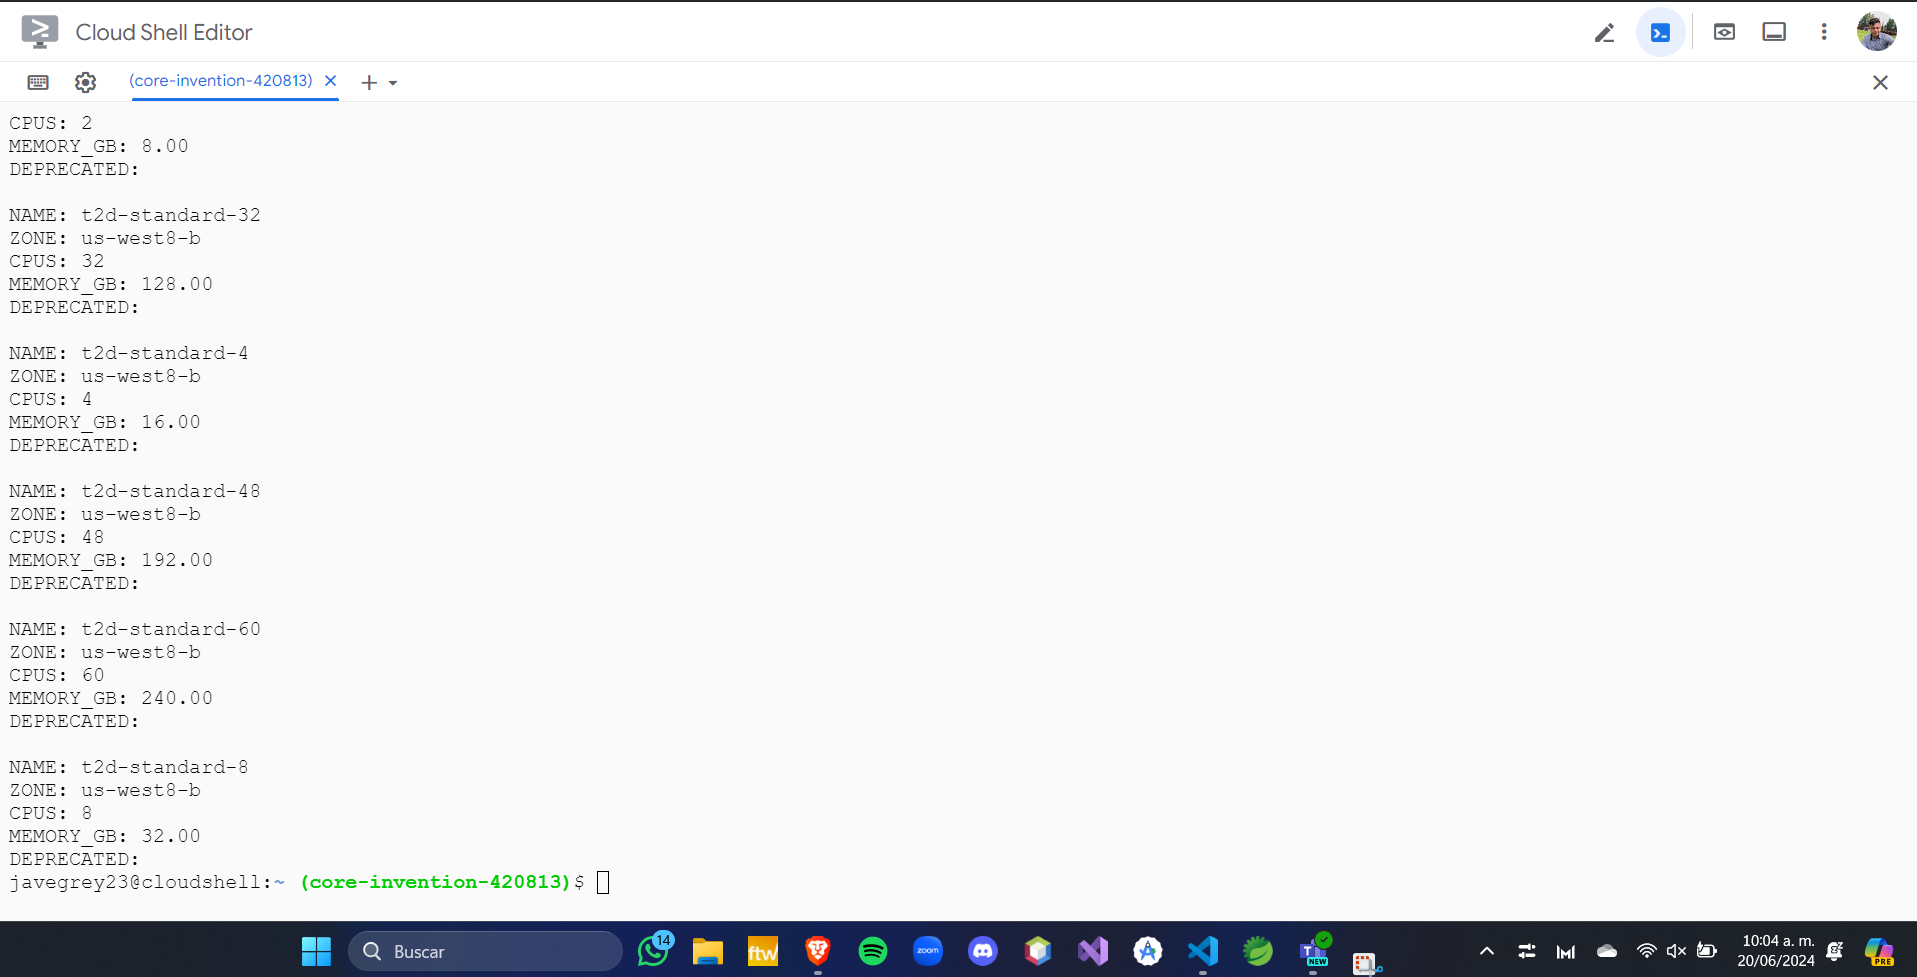 Cloud Shell Editor
(core-invention-420813)
CPUS: 2
MEMORY_GB: 8.00
DEPRECATED:
NAME: t2d-standard-32
ZONE: us-west8-b
CPUS: 32
MEMORY_GB: 128.00
DEPRECATED:
NAME: t2d-standard-4
ZONE: us-west8-b
CPUS: 4
MEMORY_GB: 16.00
DEPRECATED:
NAME: t2d-standard-48
ZONE: us-west8-b
CPUS: 48
MEMORY_GB: 192.00
DEPRECATED:
NAME: t2d-standard-60
ZONE: us-west8-b
CPUS: 60
MEMORY_GB: 240.00
DEPRECATED:
NAME: t2d-standard-8
ZONE: us-west8-b
CPUS: 8
MEMORY_GB: 32.00
DEPRECATED:
javegrey23@cloudshell:~ (core-invention-420813)$
Buscar
14
ftw
zoom
T
NEW
10:04 a. m.
20/06/2024
PRE